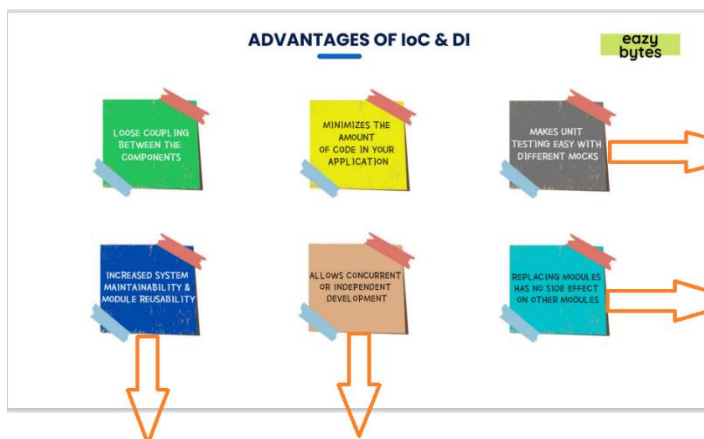 ADVANTAGES OF IoC & DI
eazy
bytes
LOOSE COUPLING
BETWEEN THE
COMPONENTS
MINIMIZES THE
AMOUNT
OF CODE IN YOUR
APPLICATION
MAKES UNIT
TESTING EASY WITH
DIFFERENT MOCKS
INCREASED SYSTEM
MAINTAINABILITY &
MODULE REUSABILITY
ALLOWS CONCURRENT
OR INDEPENDENT
DEVELOPMENT
REPLACING MODULES
HAS NO SIDE EFFECT
ON OTHER MODULES